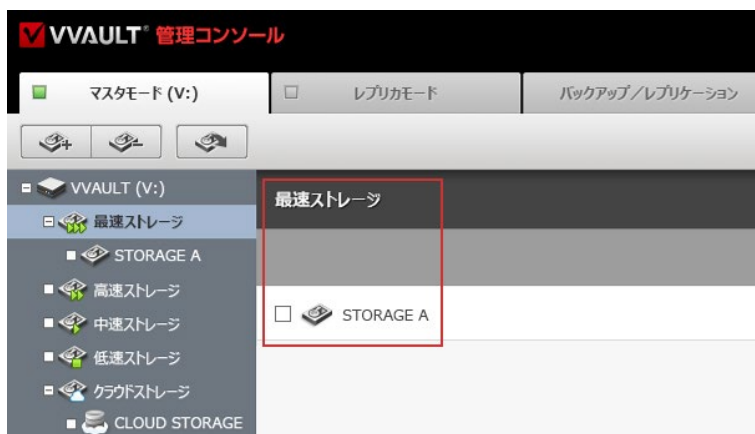 VVAULT® 管理コンソール
マスタモード (V:)
レプリカモード
バックアップ／レプリケーション
VVAULT (V:)
最速ストレージ
STORAGE A
高速ストレージ
中速ストレージ
低速ストレージ
クラウドストレージ
CLOUD STORAGE
最速ストレージ
STORAGE A